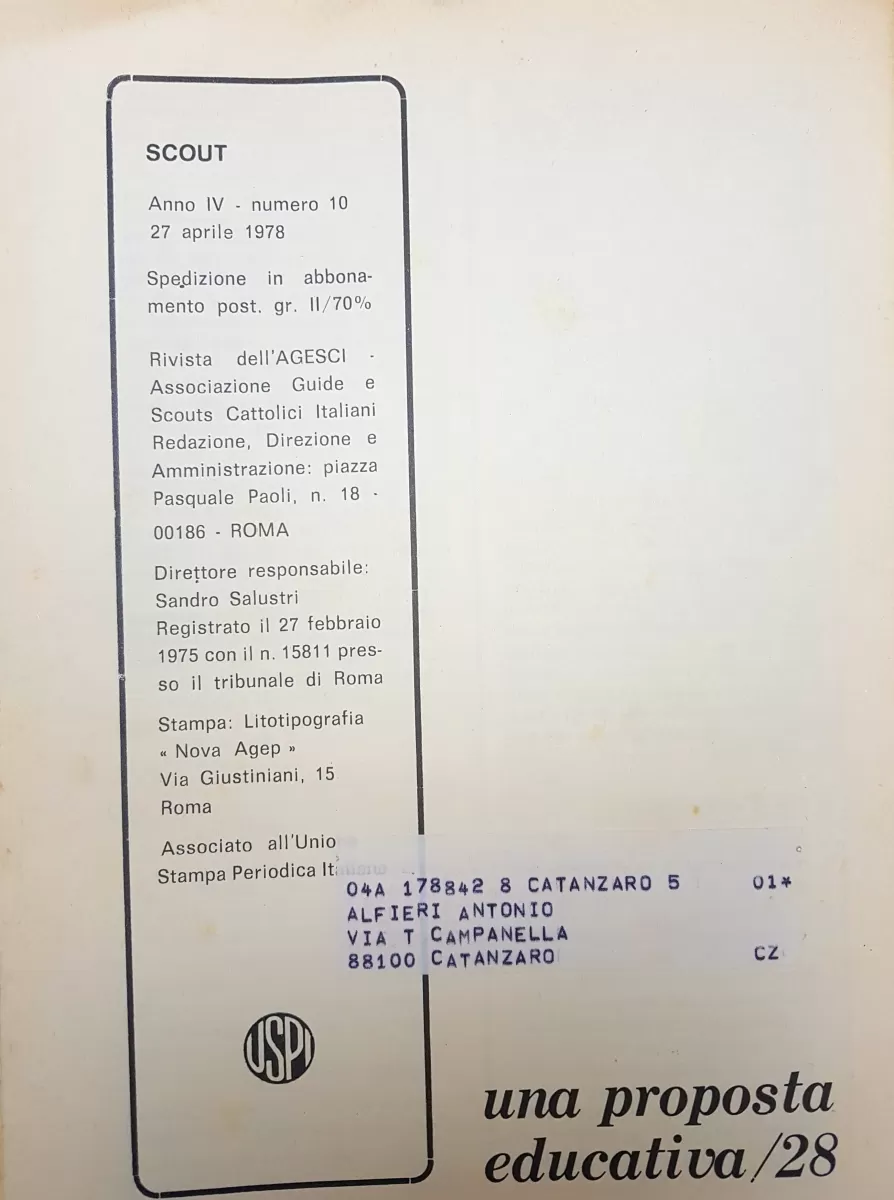 SCOUT
Anno IV - numero 10
27 aprile 1978
Spedizione in abbona-
mento post. gr. II/70%
Rivista dell'AGESCI -
Associazione Guide e
Scouts Cattolici Italiani
Redazione, Direzione e
Amministrazione: piazza
Pasquale Paoli, n. 18 -
00186 - ROMA
Direttore responsabile:
Sandro Salustri
Registrato il 27 febbraio
1975 con il n. 15811 pres-
so il tribunale di Roma
Stampa: Litotipografia
« Nova Agep »
Via Giustiniani, 15
Roma
Associato all'Unio
Stampa Periodica It
04A 178842 8 CATANZARO 5 01*
ALFIERI ANTONIO
VIA T CAMPANELLA
88100 CATANZARO CZ
USPI
una proposta
educativa/28